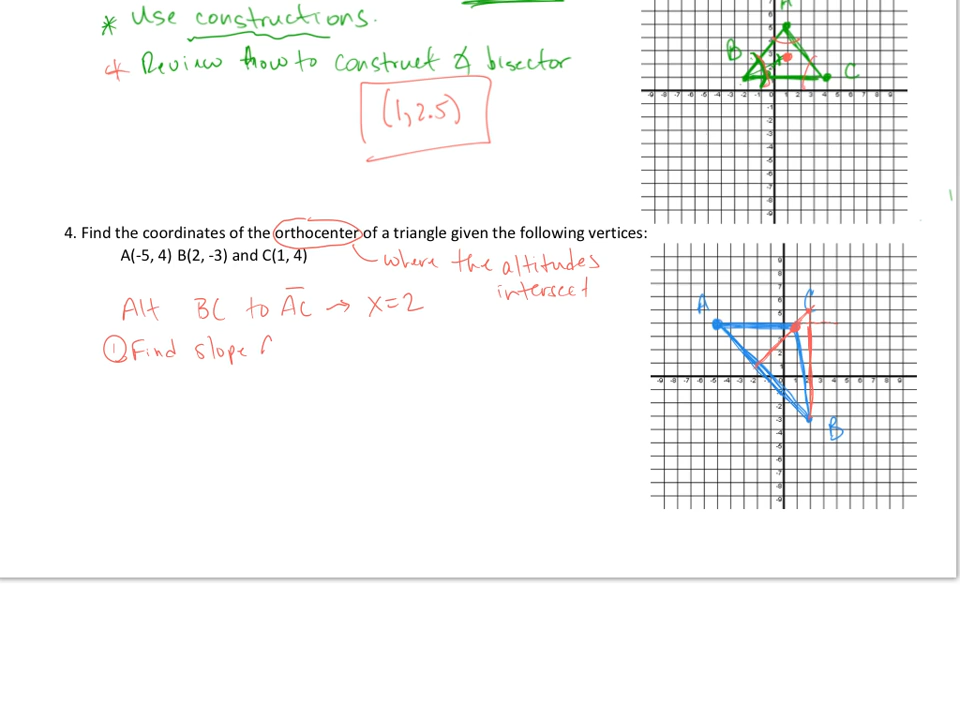 * Use constructions.
* Review how to construct ∡ bisector
(1, 2.5)
A
B
C
4. Find the coordinates of the orthocenter of a triangle given the following vertices:
A(-5, 4) B(2, -3) and C(1, 4)
where the altitudes
intersect
Alt BC to AC → x=2
① Find slope
A
C
B